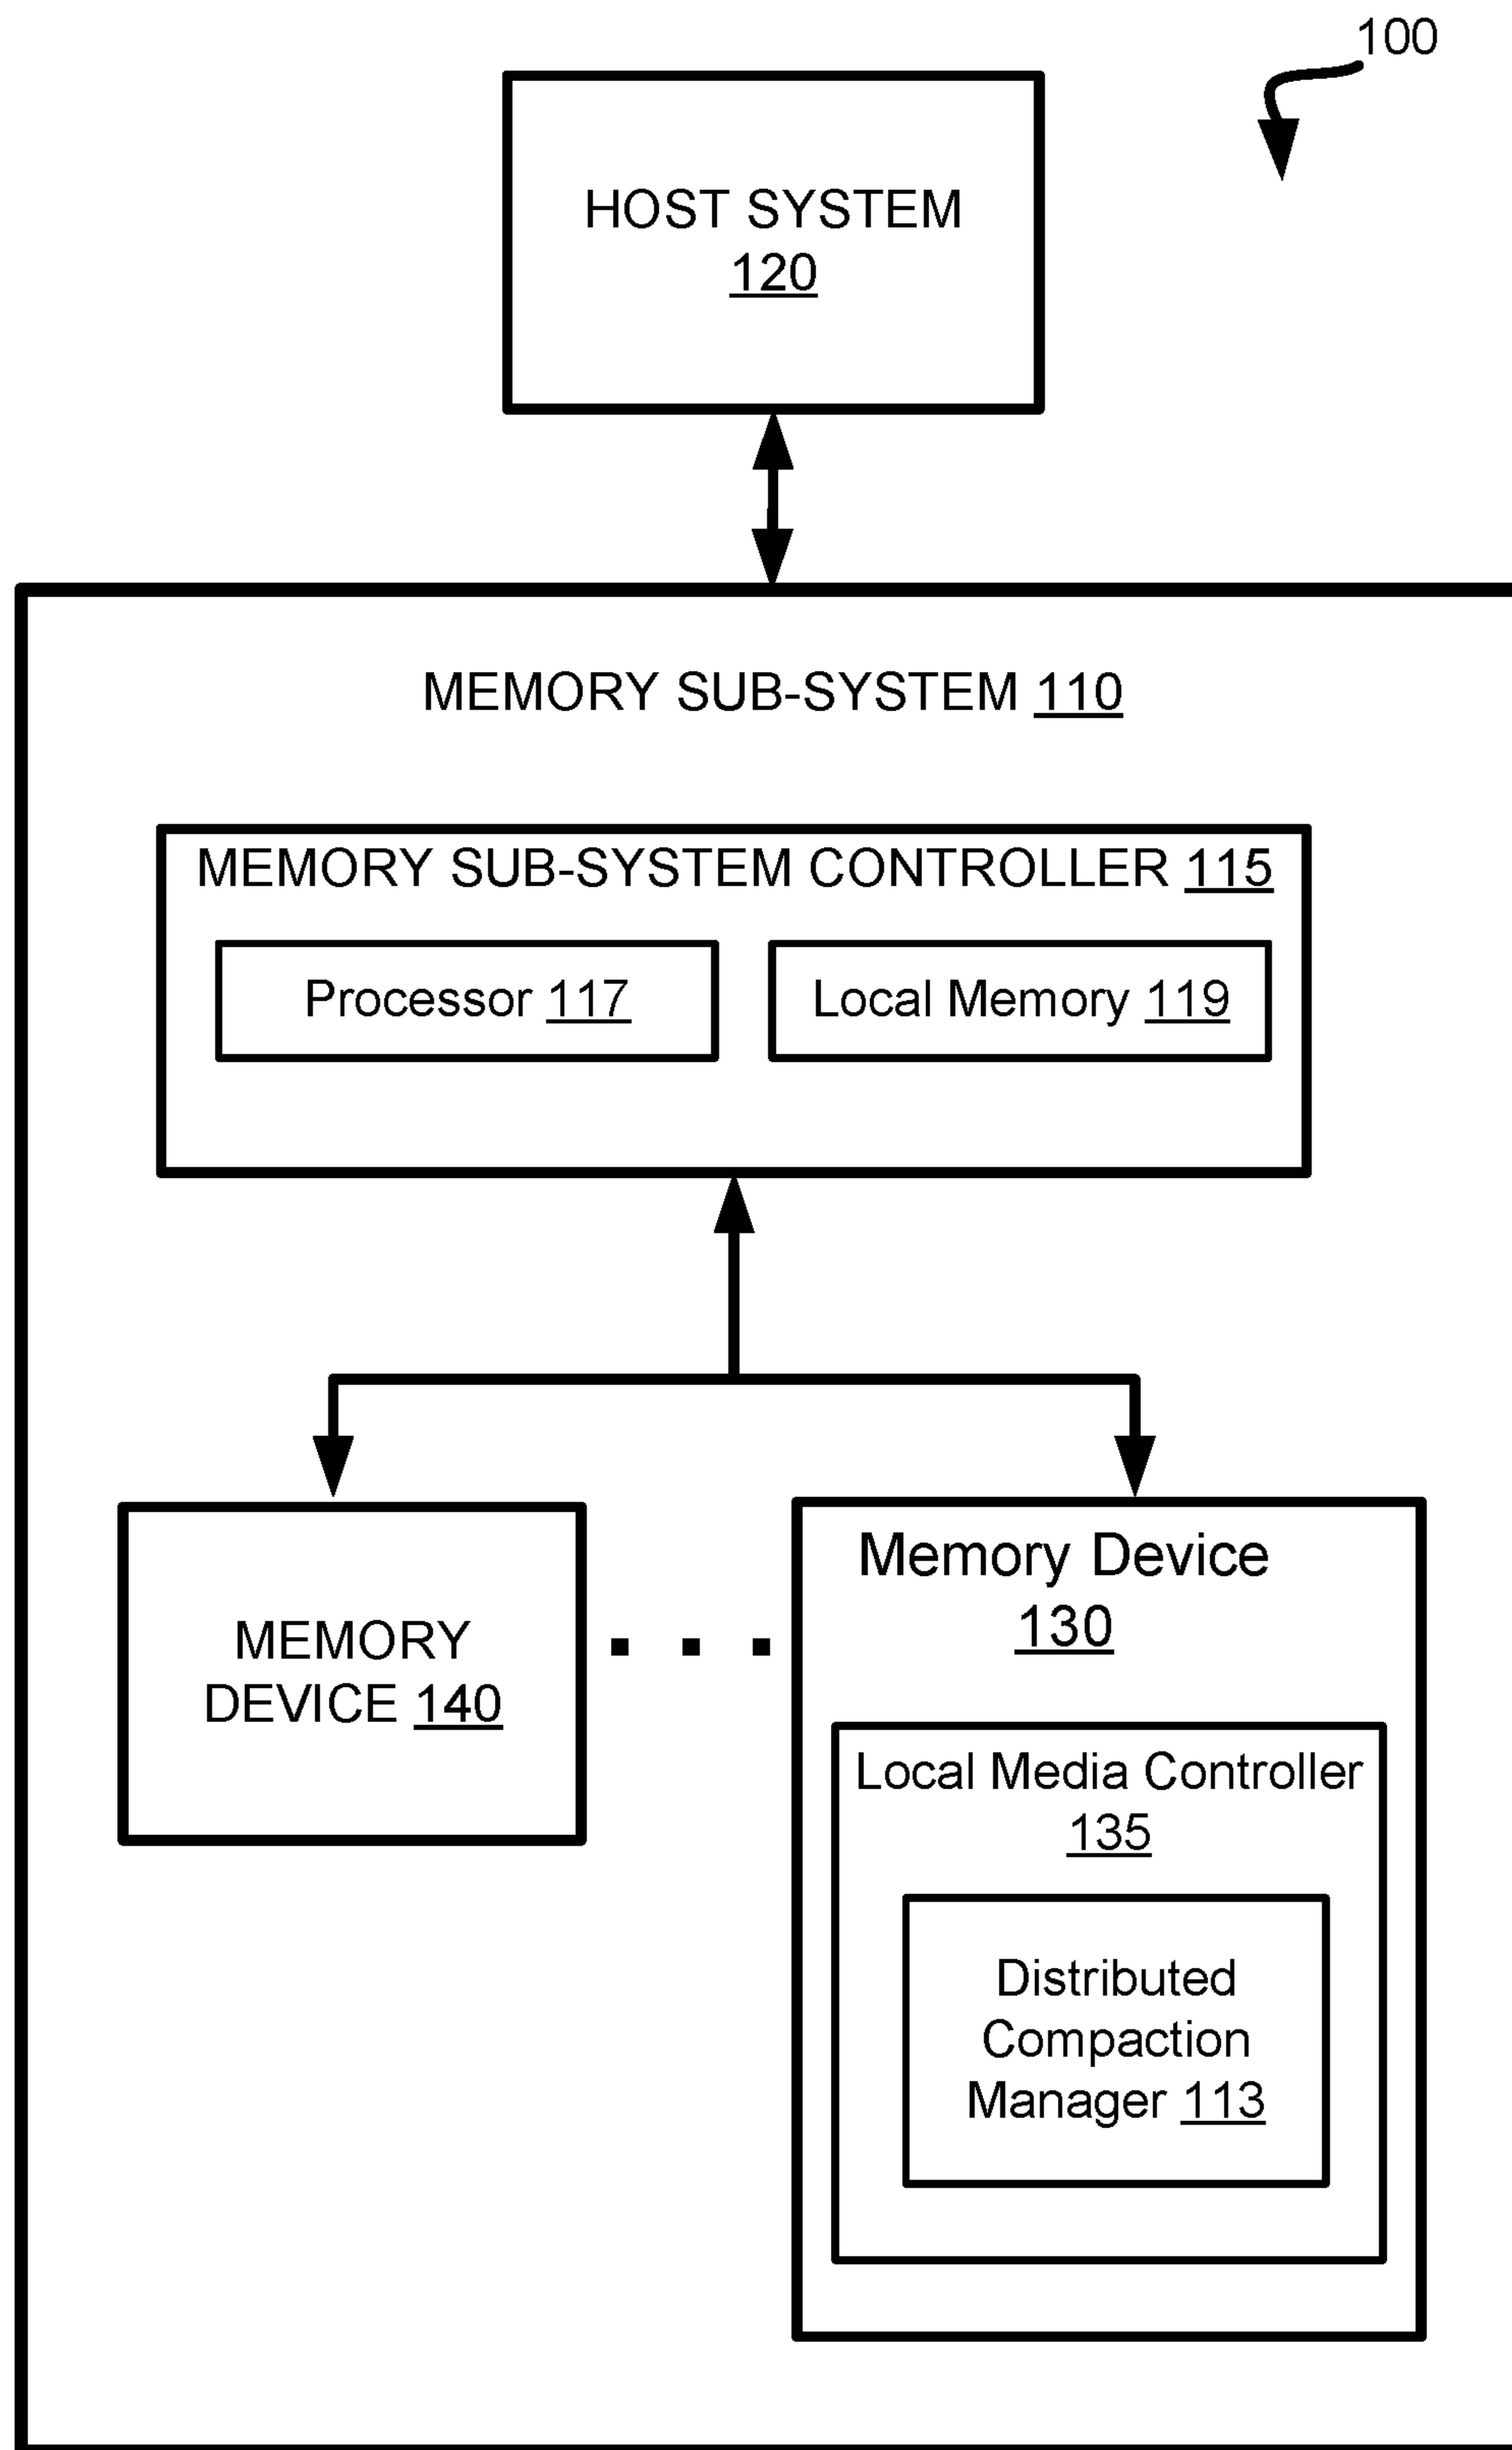 100
HOST SYSTEM
120
MEMORY SUB-SYSTEM 110
MEMORY SUB-SYSTEM CONTROLLER 115
Processor 117
Local Memory 119
MEMORY
DEVICE 140
Memory Device
130
Local Media Controller
135
Distributed
Compaction
Manager 113